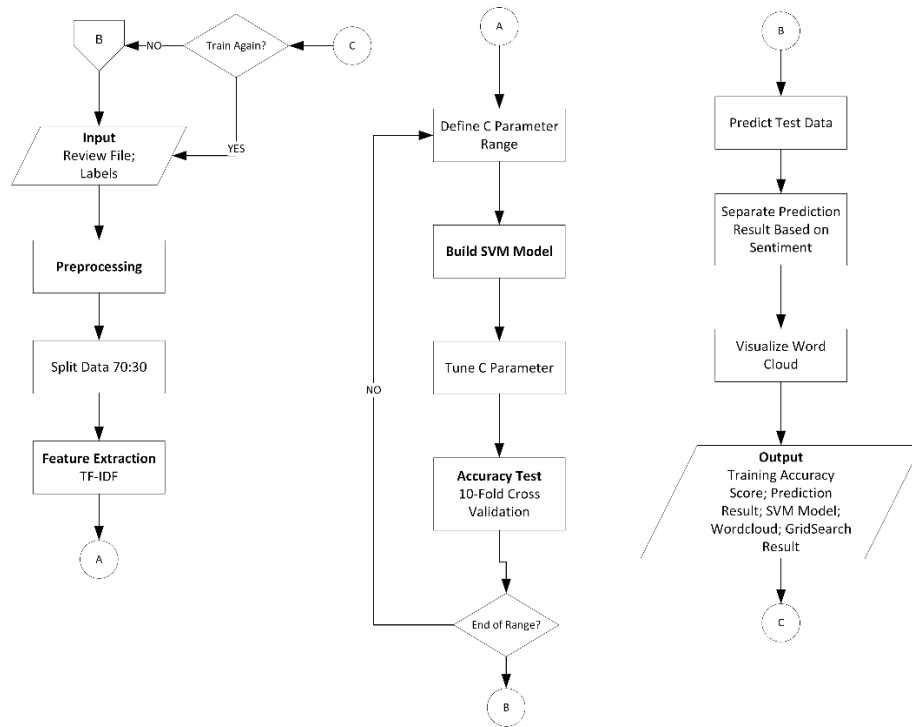 B
NO
Train Again?
C
YES
Input
Review File;
Labels
Preprocessing
Split Data 70:30
Feature Extraction
TF-IDF
A
A
Define C Parameter
Range
Build SVM Model
Tune C Parameter
NO
Accuracy Test
10-Fold Cross
Validation
End of Range?
B
B
Predict Test Data
Separate Prediction
Result Based on
Sentiment
Visualize Word
Cloud
Output
Training Accuracy
Score; Prediction
Result; SVM Model;
Wordcloud; GridSearch
Result
C